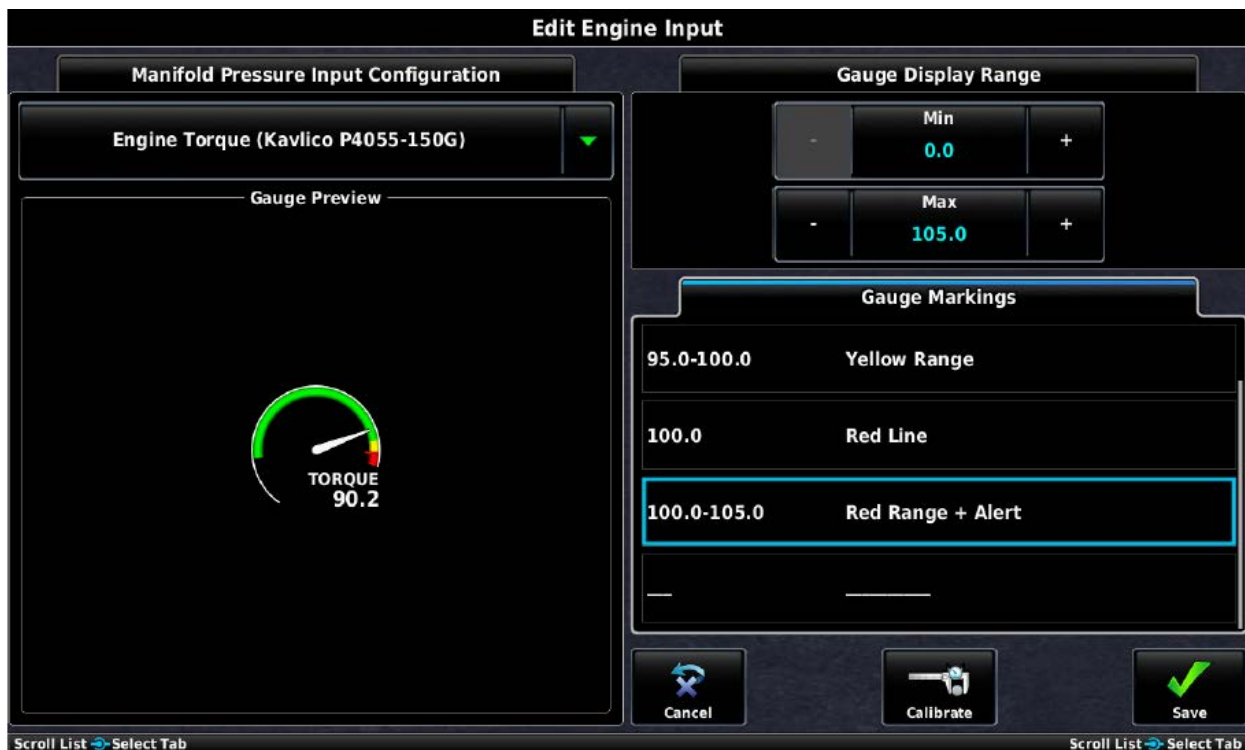 Edit Engine Input
Manifold Pressure Input Configuration
Engine Torque (Kavlico P4055-150G)
Gauge Preview
TORQUE
90.2
Gauge Display Range
Min
- 0.0 +
Max
- 105.0 +
Gauge Markings
95.0-100.0 Yellow Range
100.0 Red Line
100.0-105.0 Red Range + Alert
__ ________
Cancel Calibrate Save
Scroll List Select Tab Scroll List Select Tab